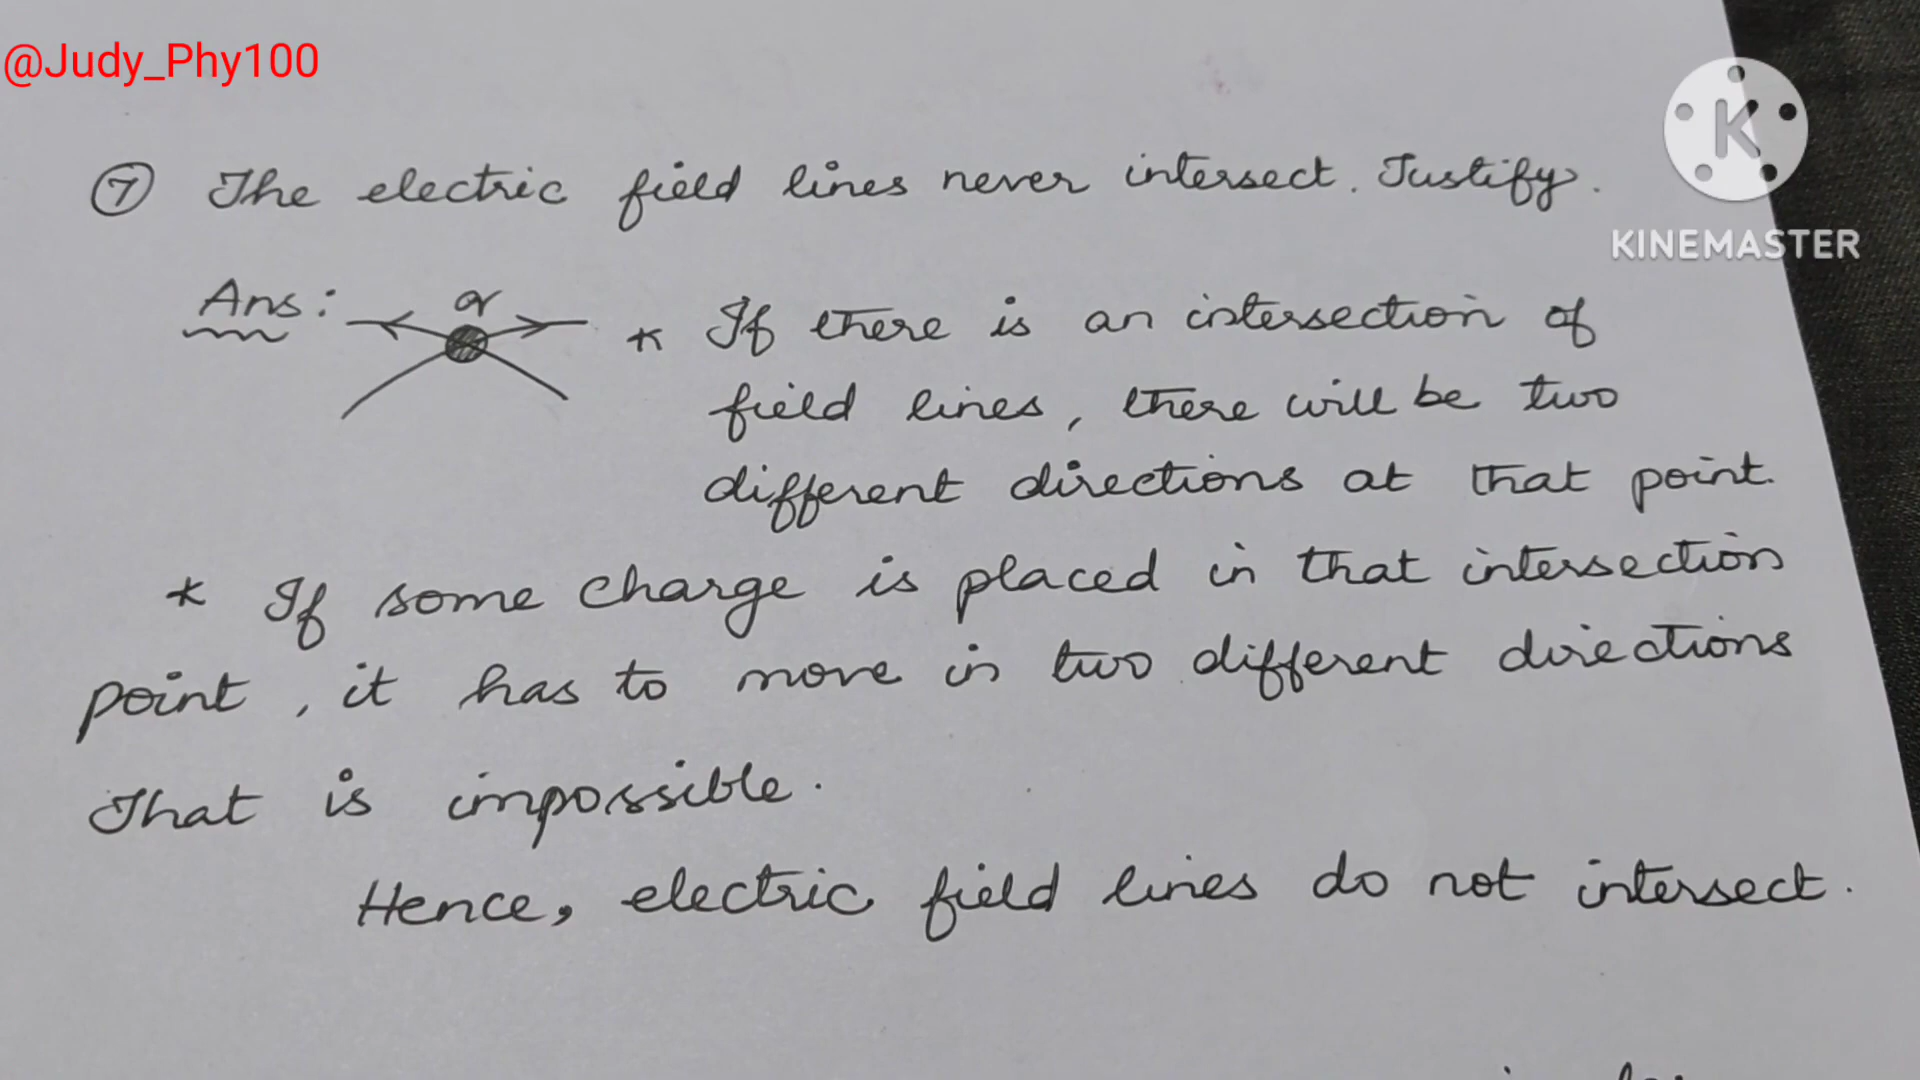 @Judy_Phy100
K
KINEMASTER
⑦ The electric field lines never intersect. Justify.
Ans:
* If there is an intersection of
field lines, there will be two
different directions at that point.
* If some charge is placed in that intersection
point, it has to move in two different directions
That is impossible.
Hence, electric field lines do not intersect.